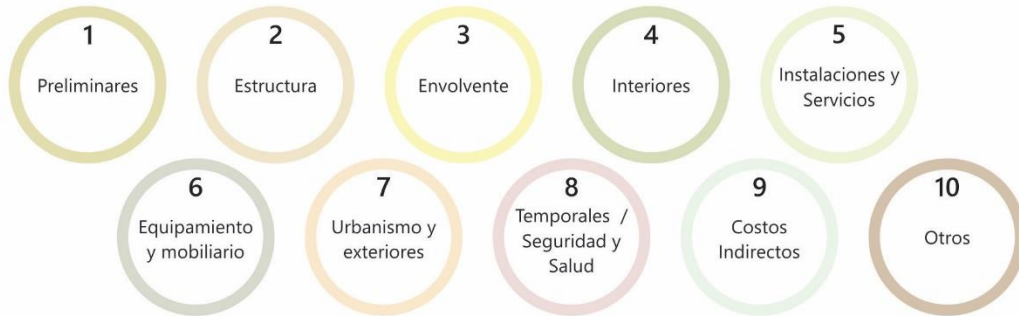 1
Preliminares
2
Estructura
3
Envolvente
4
Interiores
5
Instalaciones y
Servicios
6
Equipamiento
y mobiliario
7
Urbanismo y
exteriores
8
Temporales /
Seguridad y
Salud
9
Costos
Indirectos
10
Otros